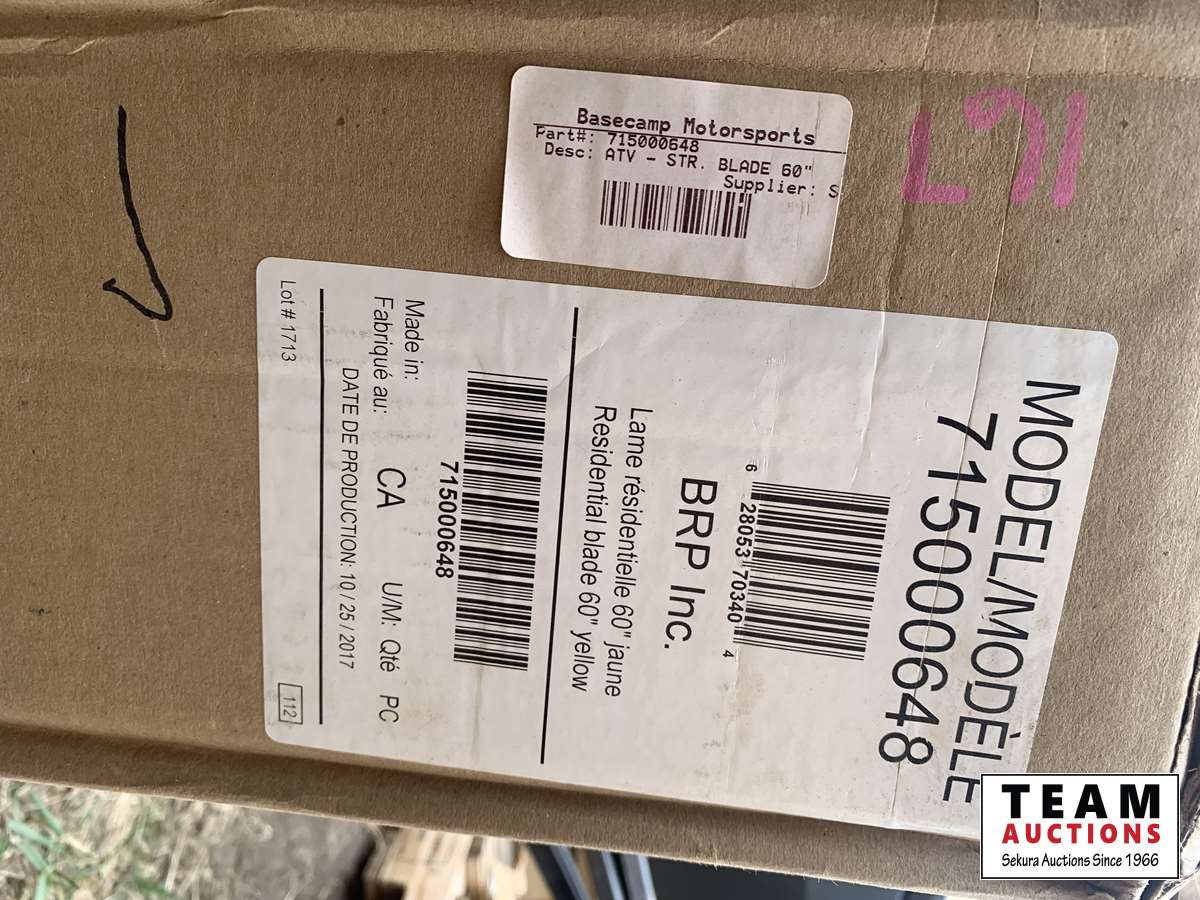 Basecamp Motorsports
Part#: 715000648
Desc: ATV - STR. BLADE 60"
Supplier: S
MODEL/MODÈLE
715000648
6 28053 70340 4
BRP Inc.
Lame résidentielle 60" jaune
Residential blade 60" yellow
715000648
Made in:
Fabriqué au: CA U/M: Qté PC
DATE DE PRODUCTION: 10 / 25 / 2017
Lot # 1713
112
TEAM
AUCTIONS
Sekura Auctions Since 1966